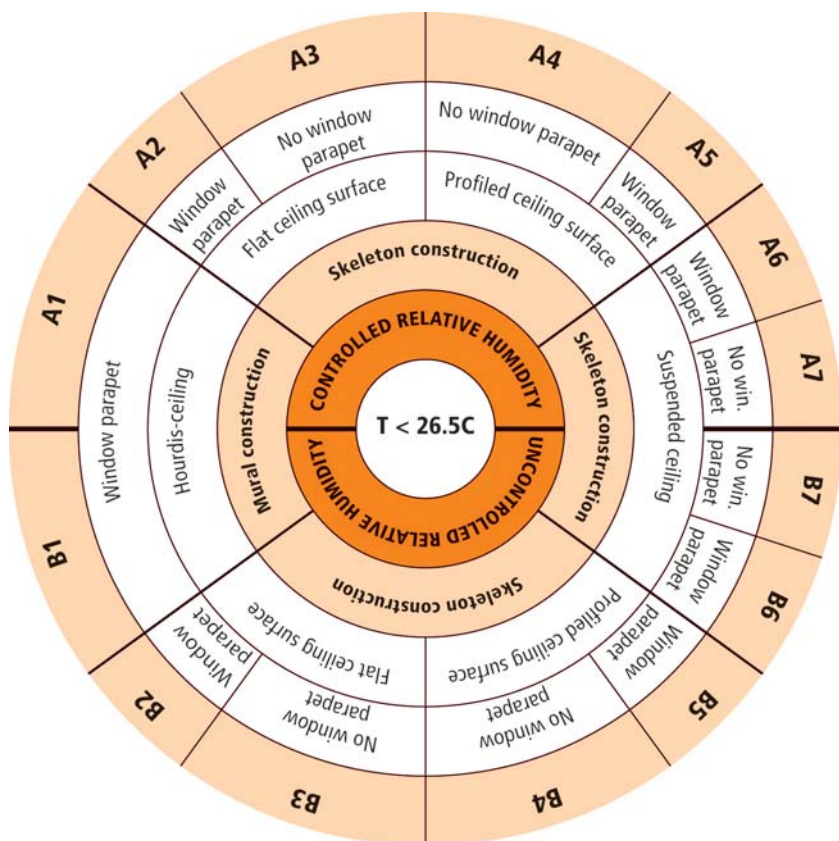 A3
A4
A2
A5
A1
A6
A7
No window
parapet
No window parapet
Window
parapet
Window
parapet
Window
parapet
No win.
parapet
Flat ceiling surface
Profiled ceiling surface
Skeleton construction
CONTROLLED RELATIVE HUMIDITY
T < 26.5C
UNCONTROLLED RELATIVE HUMIDITY
Mural construction
Hourdis-ceiling
Window parapet
Skeleton construction
Suspended ceiling
Skeleton construction
Flat ceiling surface
Profiled ceiling surface
No win.
parapet
Window
parapet
Window
parapet
Window
parapet
No window
parapet
No window
parapet
B7
B1
B6
B2
B5
B3
B4